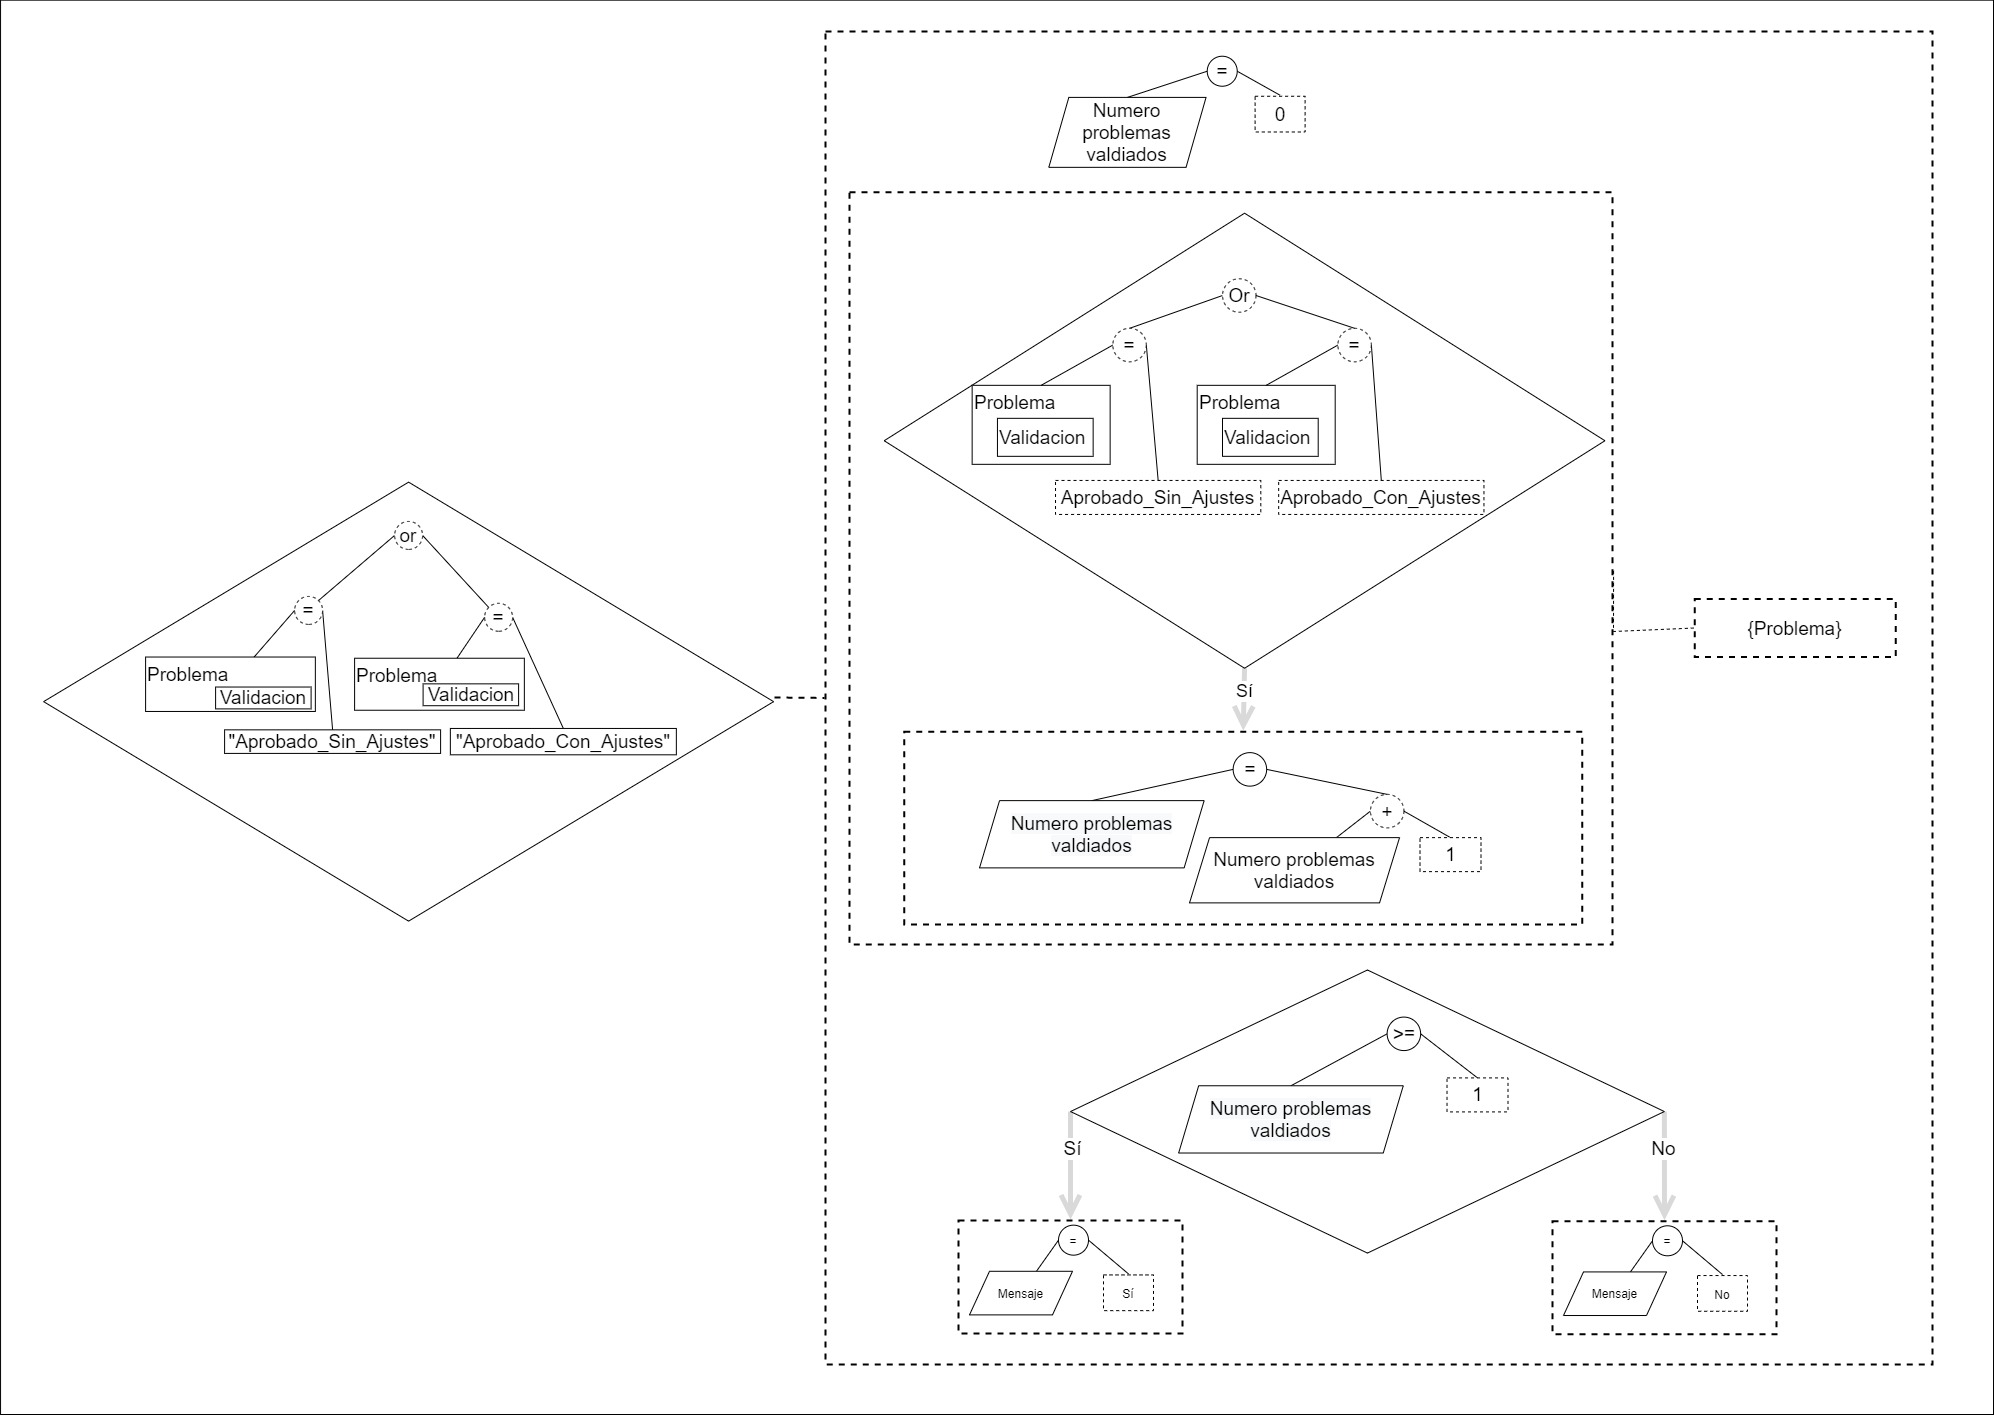 or
=
=
Problema
Validacion
Problema
Validacion
"Aprobado_Sin_Ajustes"
"Aprobado_Con_Ajustes"
=
Numero
problemas
valdiados
0
Or
=
=
Problema
Validacion
Problema
Validacion
Aprobado_Sin_Ajustes
Aprobado_Con_Ajustes
Sí
{Problema}
=
Numero problemas
valdiados
+
Numero problemas
valdiados
1
>=
Numero problemas
valdiados
1
Sí
No
=
Mensaje
Sí
=
Mensaje
No